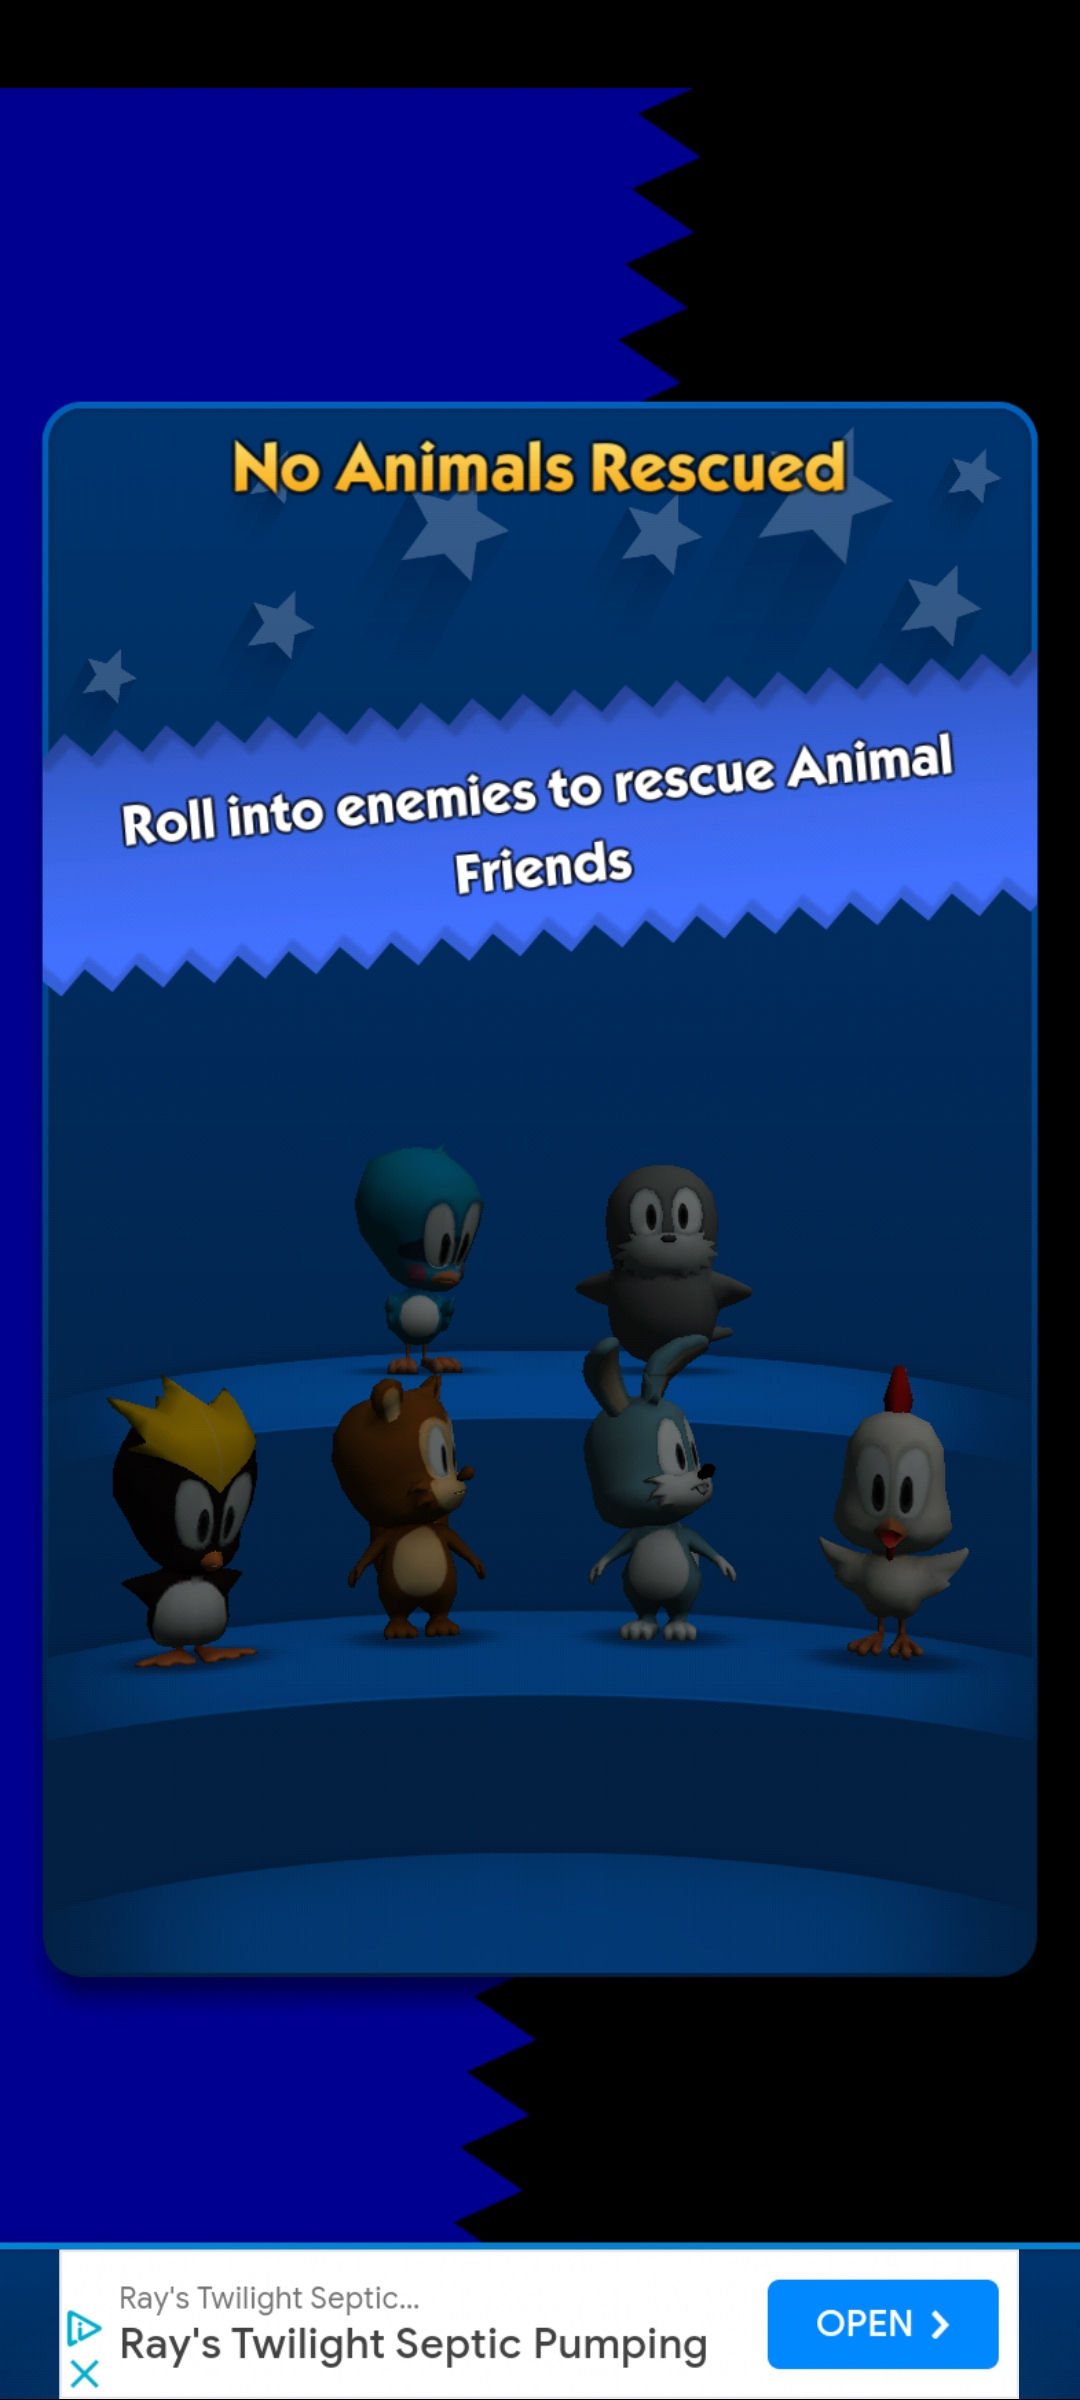 No Animals Rescued
Roll into enemies to rescue Animal
Friends
Ray's Twilight Septic...
Ray's Twilight Septic Pumping
OPEN